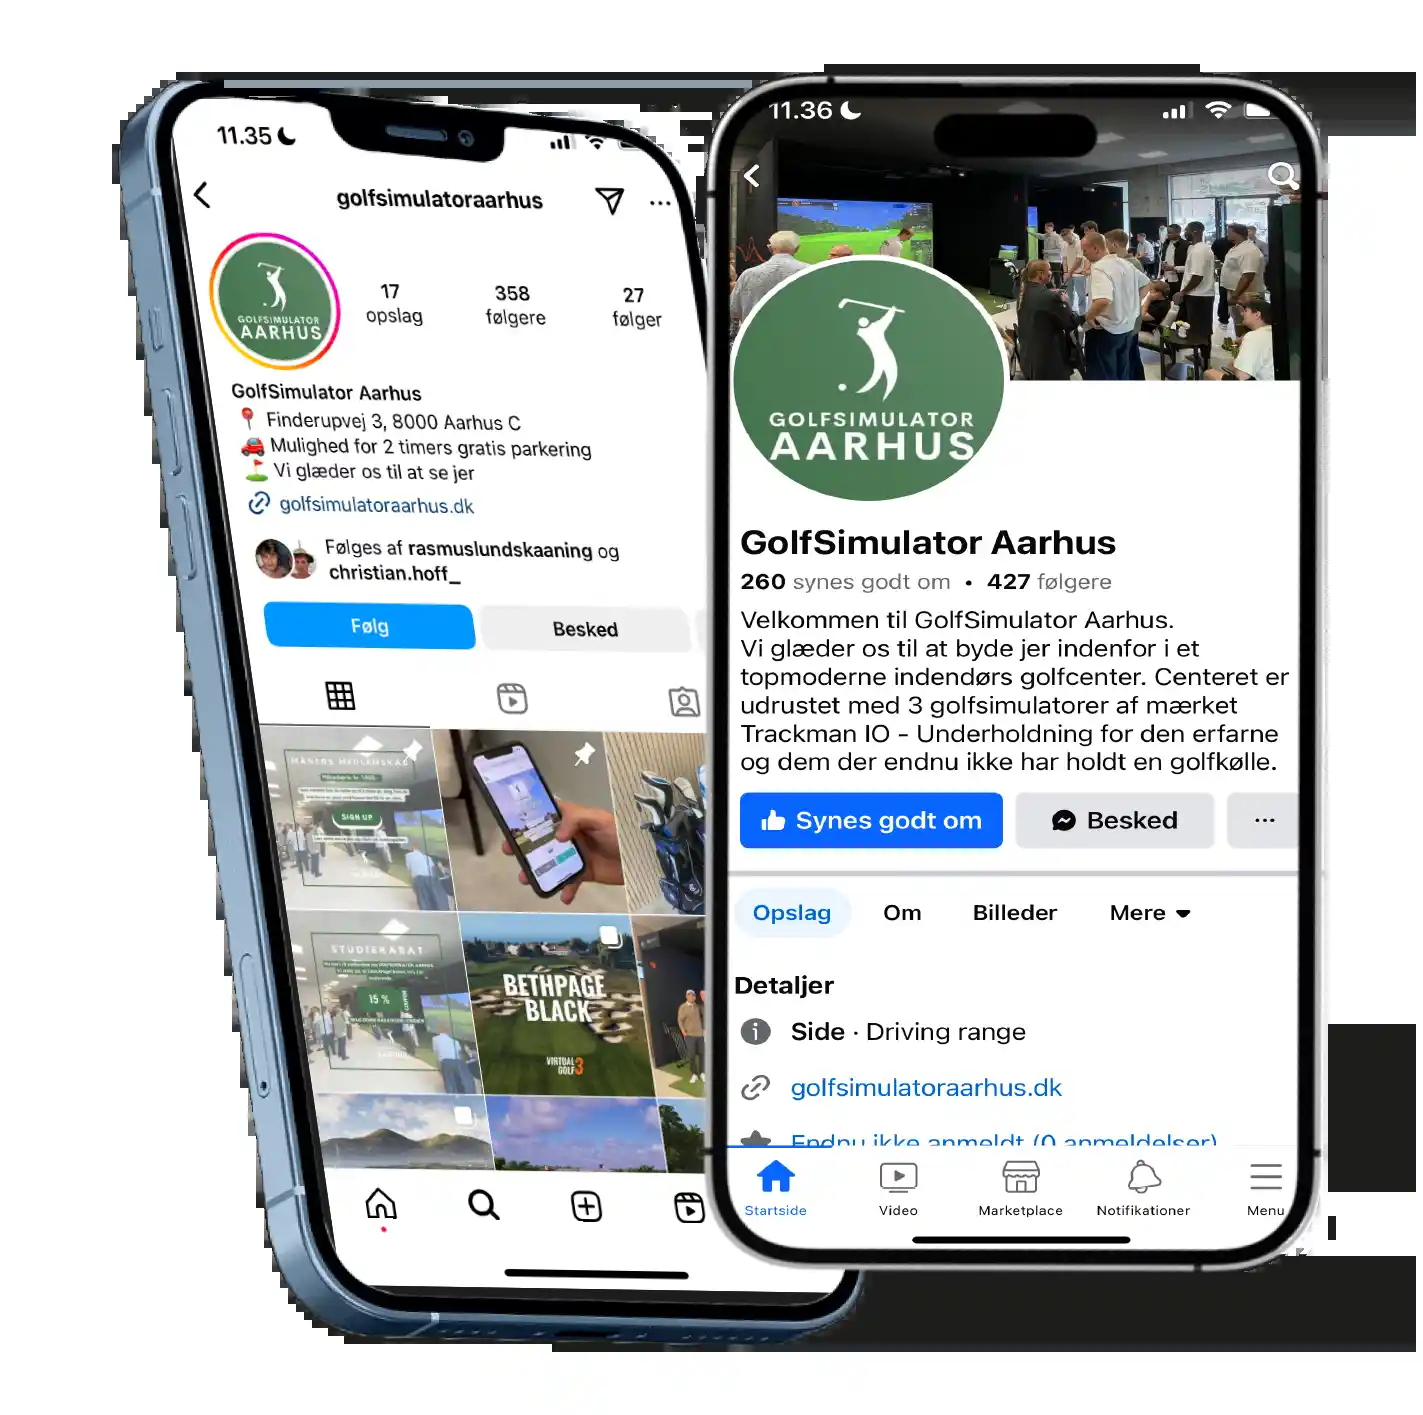 11.35
golfsimulatoraarhus
GOLFSIMULATOR
AARHUS
17
opslag
358
følgere
27
følger
GolfSimulator Aarhus
Finderupvej 3, 8000 Aarhus C
Mulighed for 2 timers gratis parkering
Vi glæder os til at se jer
golfsimulatoraarhus.dk
Følges af rasmuslundskaaning og
christian.hoff_
Følg
Besked
MÅNEDS MEDLEMSKAB
SIGN UP
STUDIERABAT
15 %
BETHPAGE
BLACK
VIRTUAL
GOLF 3
11.36
GOLFSIMULATOR
AARHUS
GolfSimulator Aarhus
260 synes godt om • 427 følgere
Velkommen til GolfSimulator Aarhus.
Vi glæder os til at byde jer indenfor i et
topmoderne indendørs golfcenter. Centeret er
udrustet med 3 golfsimulatorer af mærket
Trackman IO - Underholdning for den erfarne
og dem der endnu ikke har holdt en golfkølle.
Synes godt om
Besked
...
Opslag
Om
Billeder
Mere
Detaljer
Side · Driving range
golfsimulatoraarhus.dk
Endnu ikke anmeldt (0 anmeldelser)
Startside
Video
Marketplace
Notifikationer
Menu